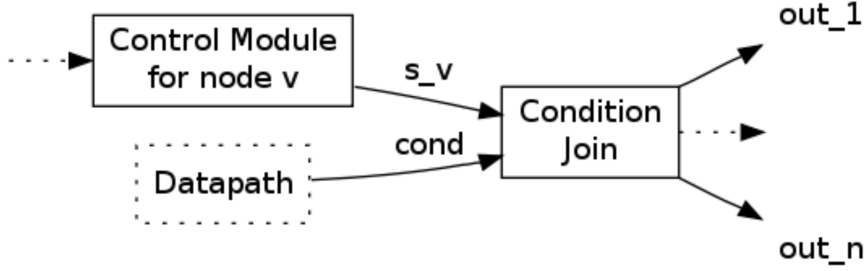 out_1
Control Module
for node v
s_v
Condition
Join
cond
Datapath
out_n